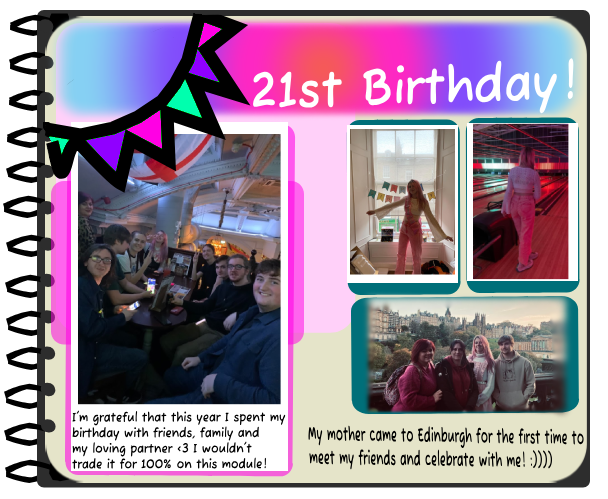 21st Birthday!
I'm grateful that this year I spent my
birthday with friends, family and
my loving partner <3 I wouldn't
trade it for 100% on this module!
My mother came to Edinburgh for the first time to
meet my friends and celebrate with me! :))))